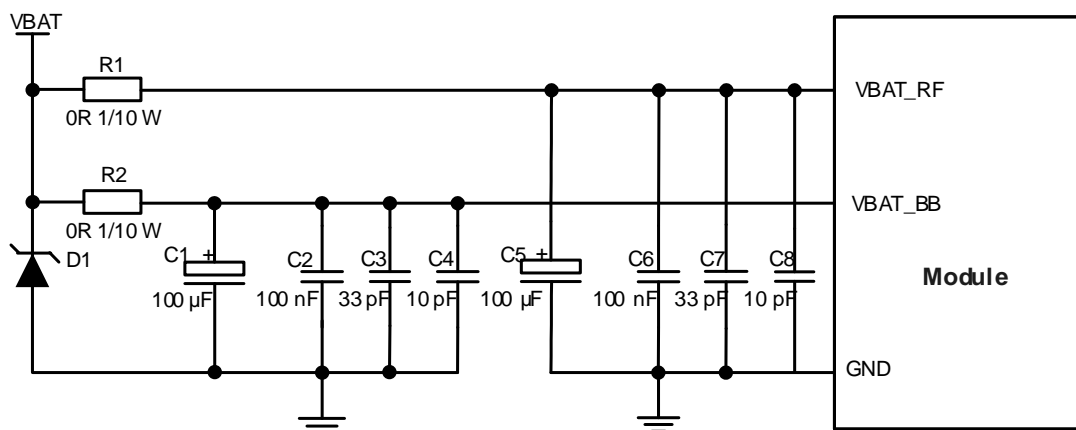 VBAT
R1
0R 1/10 W
VBAT_RF
R2
0R 1/10 W
VBAT_BB
D1
C1 +
100 µF
C2
100 nF
C3
33 pF
C4
10 pF
C5 +
100 µF
C6
100 nF
C7
33 pF
C8
10 pF
Module
GND